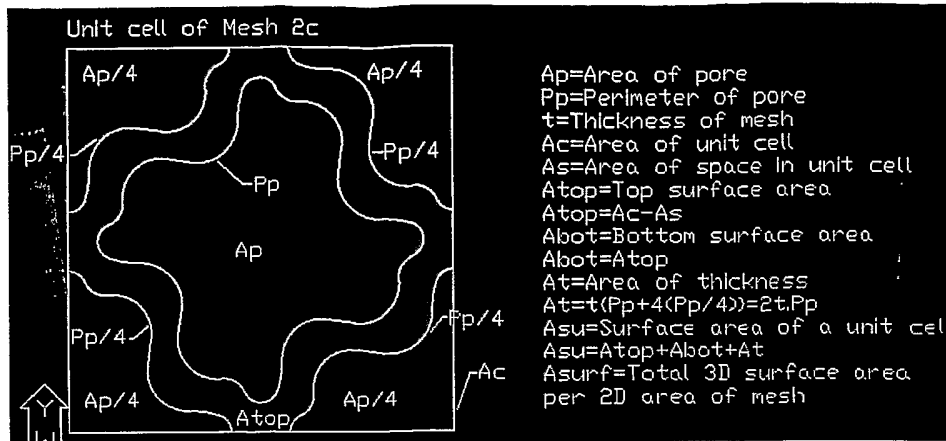 Unit cell of Mesh 2c
Ap/4
Ap/4
Pp/4
Pp/4
Pp
Ap
Pp/4
Pp/4
Ap/4
Ap/4
Atop
Ac
Y
Ap=Area of pore
Pp=Perimeter of pore
t=Thickness of mesh
Ac=Area of unit cell
As=Area of space in unit cell
Atop=Top surface area
Atop=Ac-As
Abot=Bottom surface area
Abot=Atop
At=Area of thickness
At=t(Pp+4(Pp/4))=2t.Pp
Asu=Surface area of a unit cel
Asu=Atop+Abot+At
Asurf=Total 3D surface area
per 2D area of mesh